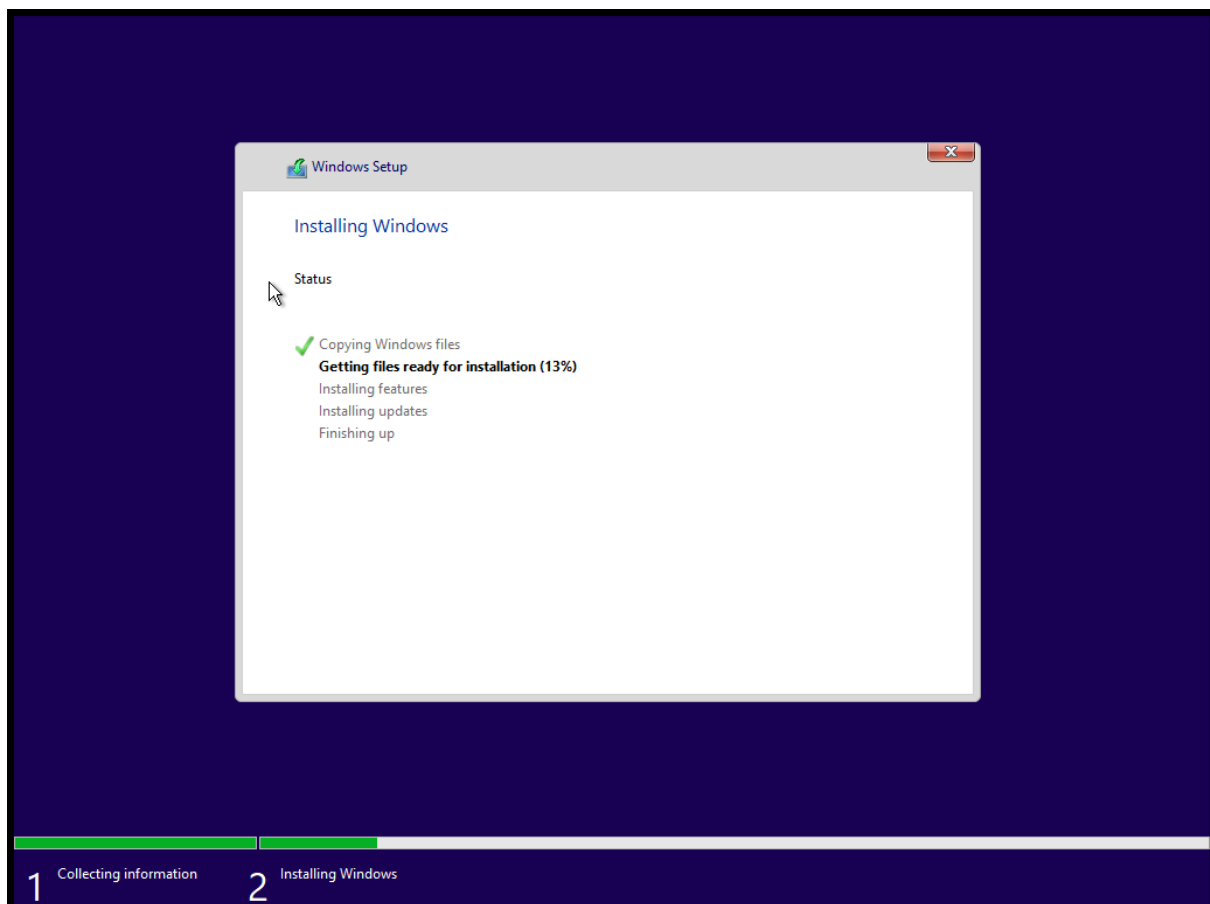 Windows Setup
Installing Windows
Status
Copying Windows files
Getting files ready for installation (13%)
Installing features
Installing updates
Finishing up
1 Collecting information 2 Installing Windows